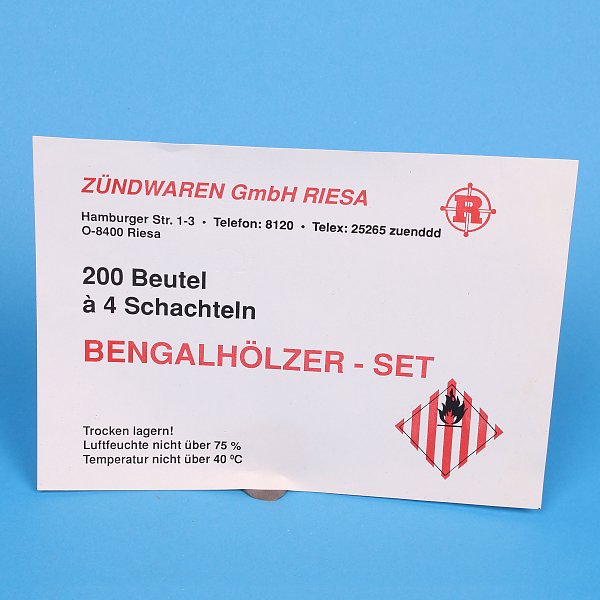 ZÜNDWAREN GmbH RIESA
R
Hamburger Str. 1-3 • Telefon: 8120 • Telex: 25265 zuenddd
O-8400 Riesa
200 Beutel
à 4 Schachteln
BENGALHÖLZER - SET
Trocken lagern!
Luftfeuchte nicht über 75 %
Temperatur nicht über 40 ºC